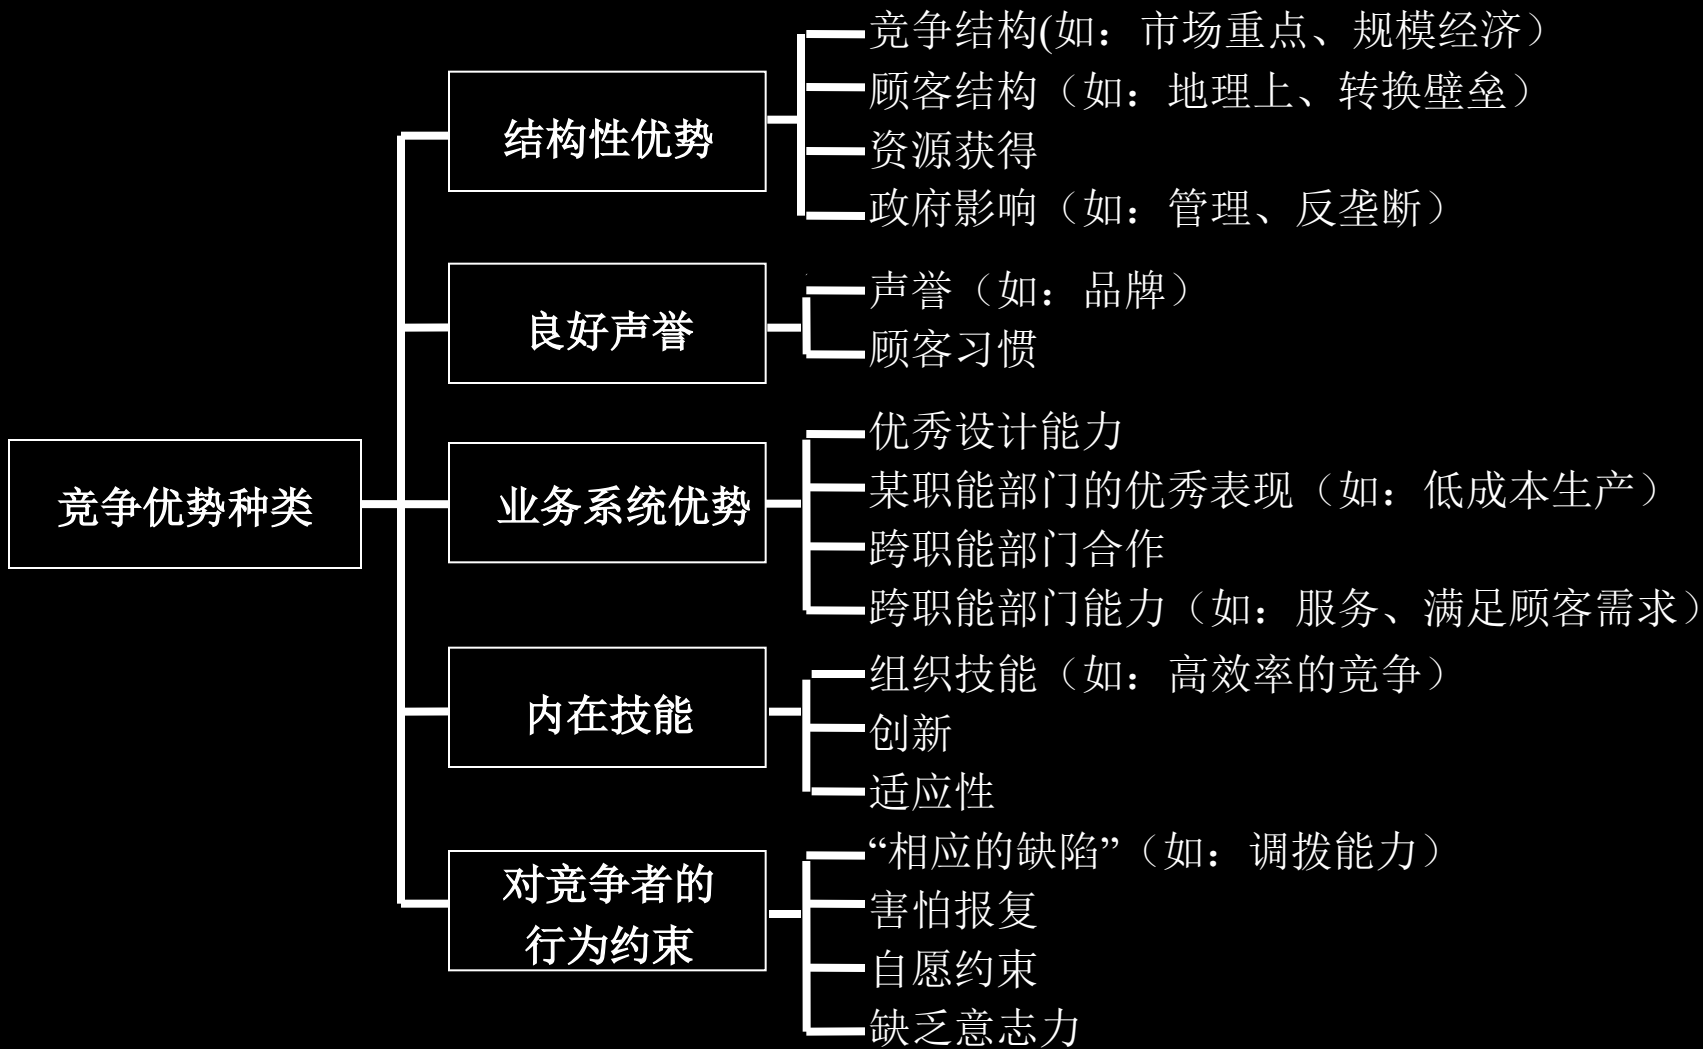 竞争优势种类
结构性优势
竞争结构(如：市场重点、规模经济）
顾客结构（如：地理上、转换壁垒）
资源获得
政府影响（如：管理、反垄断）
良好声誉
声誉（如：品牌）
顾客习惯
业务系统优势
优秀设计能力
某职能部门的优秀表现（如：低成本生产）
跨职能部门合作
跨职能部门能力（如：服务、满足顾客需求）
内在技能
组织技能（如：高效率的竞争）
创新
适应性
对竞争者的
行为约束
“相应的缺陷”（如：调拨能力）
害怕报复
自愿约束
缺乏意志力